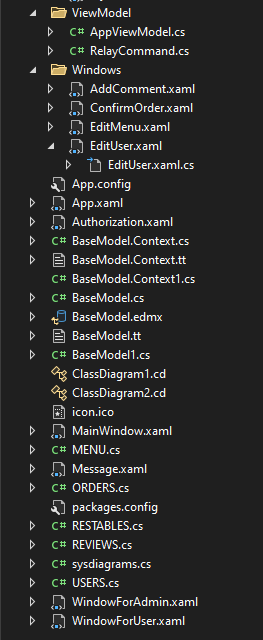 ViewModel
C# AppViewModel.cs
C# RelayCommand.cs
Windows
AddComment.xaml
ConfirmOrder.xaml
EditMenu.xaml
EditUser.xaml
EditUser.xaml.cs
App.config
App.xaml
Authorization.xaml
C# BaseModel.Context.cs
BaseModel.Context.tt
C# BaseModel.Context1.cs
C# BaseModel.cs
BaseModel.edmx
BaseModel.tt
C# BaseModel1.cs
ClassDiagram1.cd
ClassDiagram2.cd
icon.ico
MainWindow.xaml
C# MENU.cs
Message.xaml
C# ORDERS.cs
packages.config
C# RESTABLES.cs
C# REVIEWS.cs
C# sysdiagrams.cs
C# USERS.cs
WindowForAdmin.xaml
WindowForUser.xaml